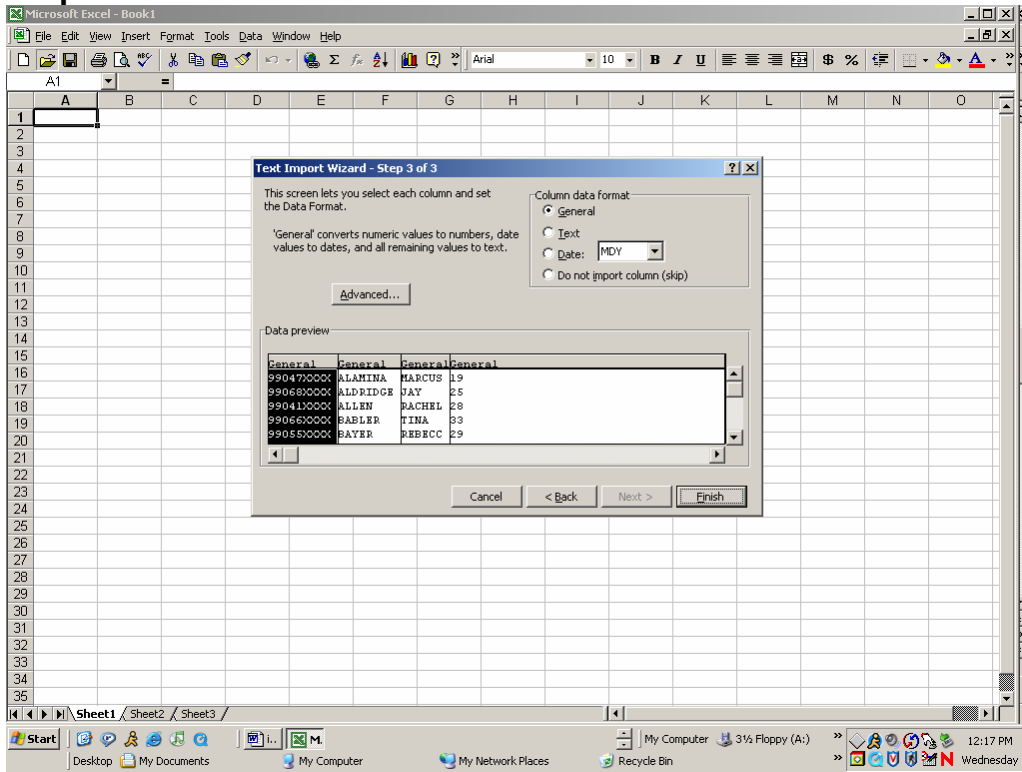 Microsoft Excel - Book1
File Edit View Insert Format Tools Data Window Help
Arial 10 B I U $ %
A1 =
A B C D E F G H I J K L M N O
1
2
3
4
5
6
7
8
9
10
11
12
13
14
15
16
17
18
19
20
21
22
23
24
25
26
27
28
29
30
31
32
33
34
35
Text Import Wizard - Step 3 of 3
This screen lets you select each column and set
the Data Format.
'General' converts numeric values to numbers, date
values to dates, and all remaining values to text.
Advanced...
Column data format
General
Text
Date: MDY
Do not import column (skip)
Data preview
General General General General
99047XXXX ALAMINA MARCUS 19
99068XXXX ALDRIDGE JAY 25
99041XXXX ALLEN RACHEL 28
99066XXXX BABLER TINA 33
99055XXXX BAYER REBECC 29
Cancel < Back Next > Finish
Sheet1 Sheet2 Sheet3
Start i.. M. My Computer 3½ Floppy (A:) » 12:17 PM
Desktop My Documents My Computer My Network Places Recycle Bin » Wednesday